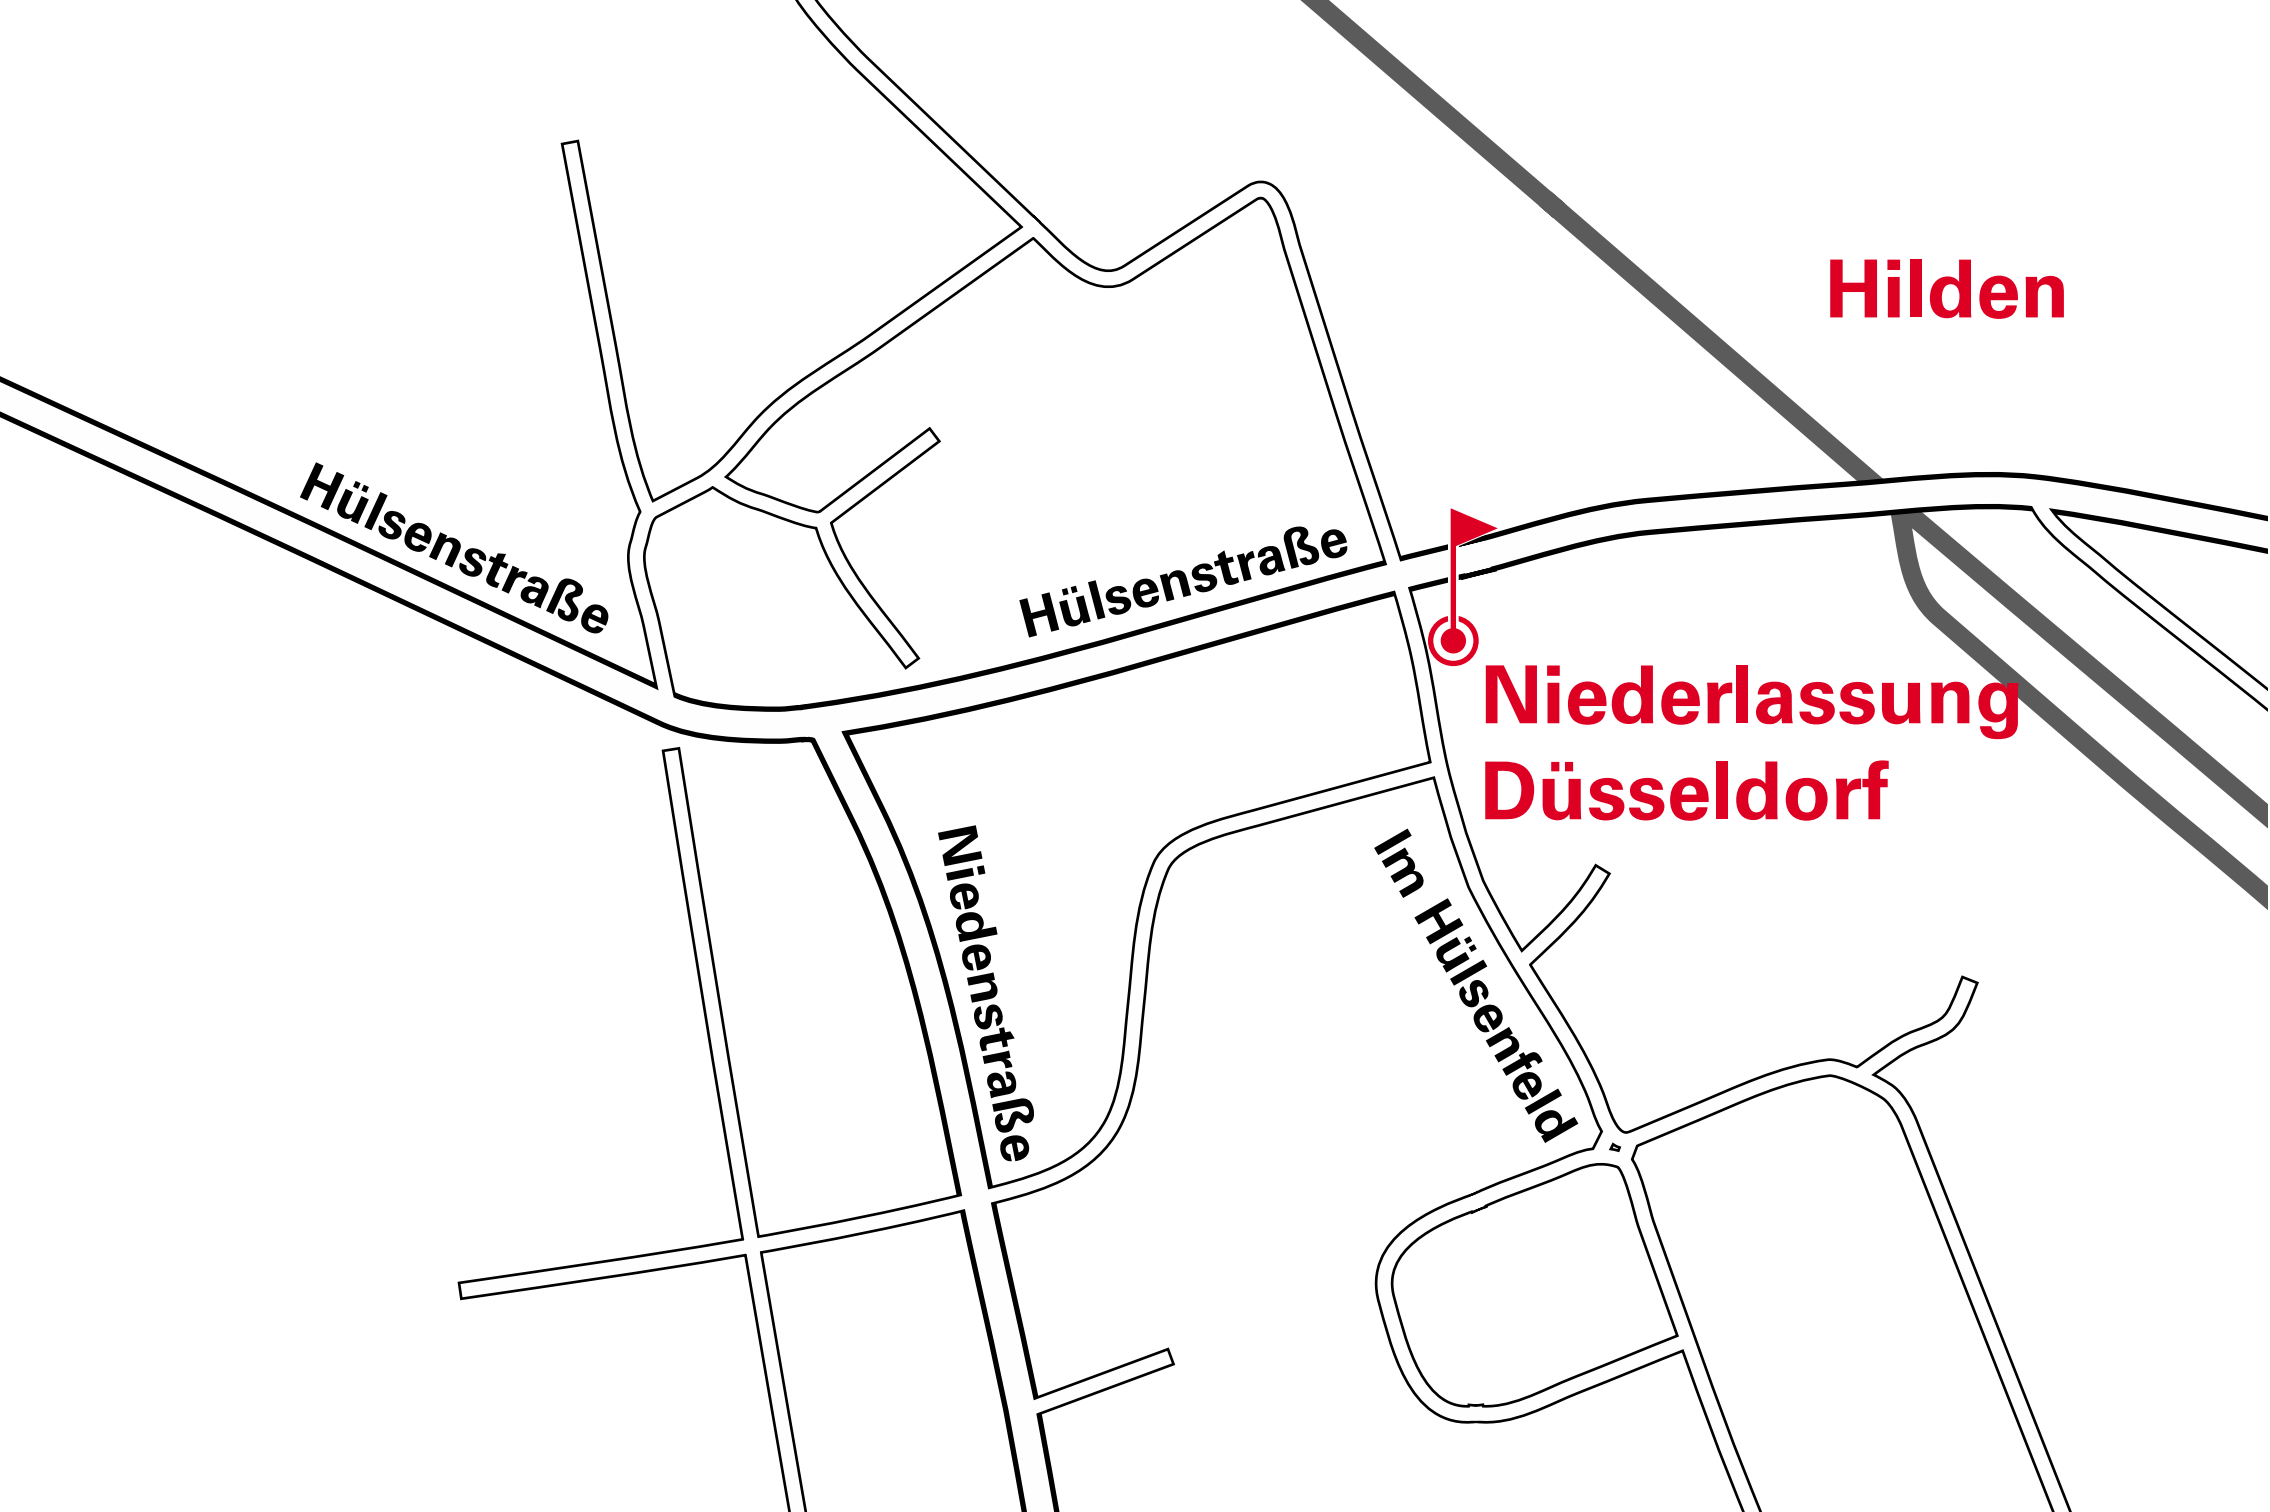 Hilden
Hülsenstraße
Hülsenstraße
Niederlassung
Düsseldorf
Niedenstraße
Im Hülsenfeld